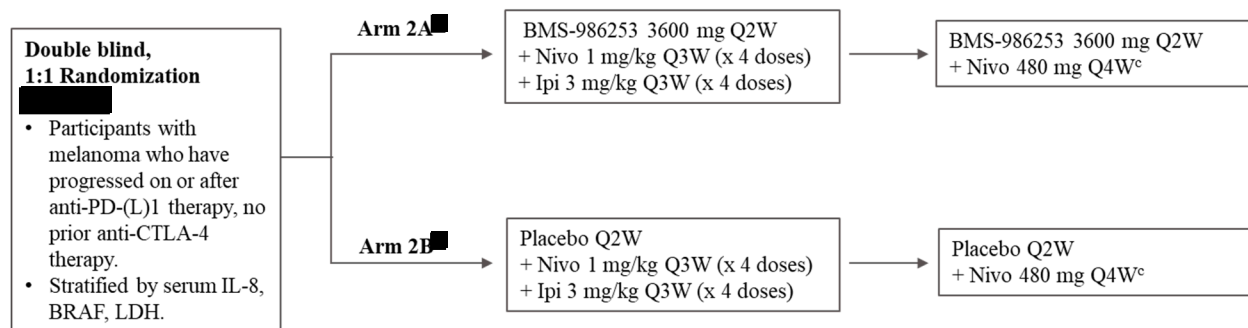 Double blind,
1:1 Randomization
• Participants with
melanoma who have
progressed on or after
anti-PD-(L)1 therapy, no
prior anti-CTLA-4
therapy.
• Stratified by serum IL-8,
BRAF, LDH.
Arm 2A
BMS-986253 3600 mg Q2W
+ Nivo 1 mg/kg Q3W (x 4 doses)
+ Ipi 3 mg/kg Q3W (x 4 doses)
BMS-986253 3600 mg Q2W
+ Nivo 480 mg Q4Wᶜ
Arm 2B
Placebo Q2W
+ Nivo 1 mg/kg Q3W (x 4 doses)
+ Ipi 3 mg/kg Q3W (x 4 doses)
Placebo Q2W
+ Nivo 480 mg Q4Wᶜ